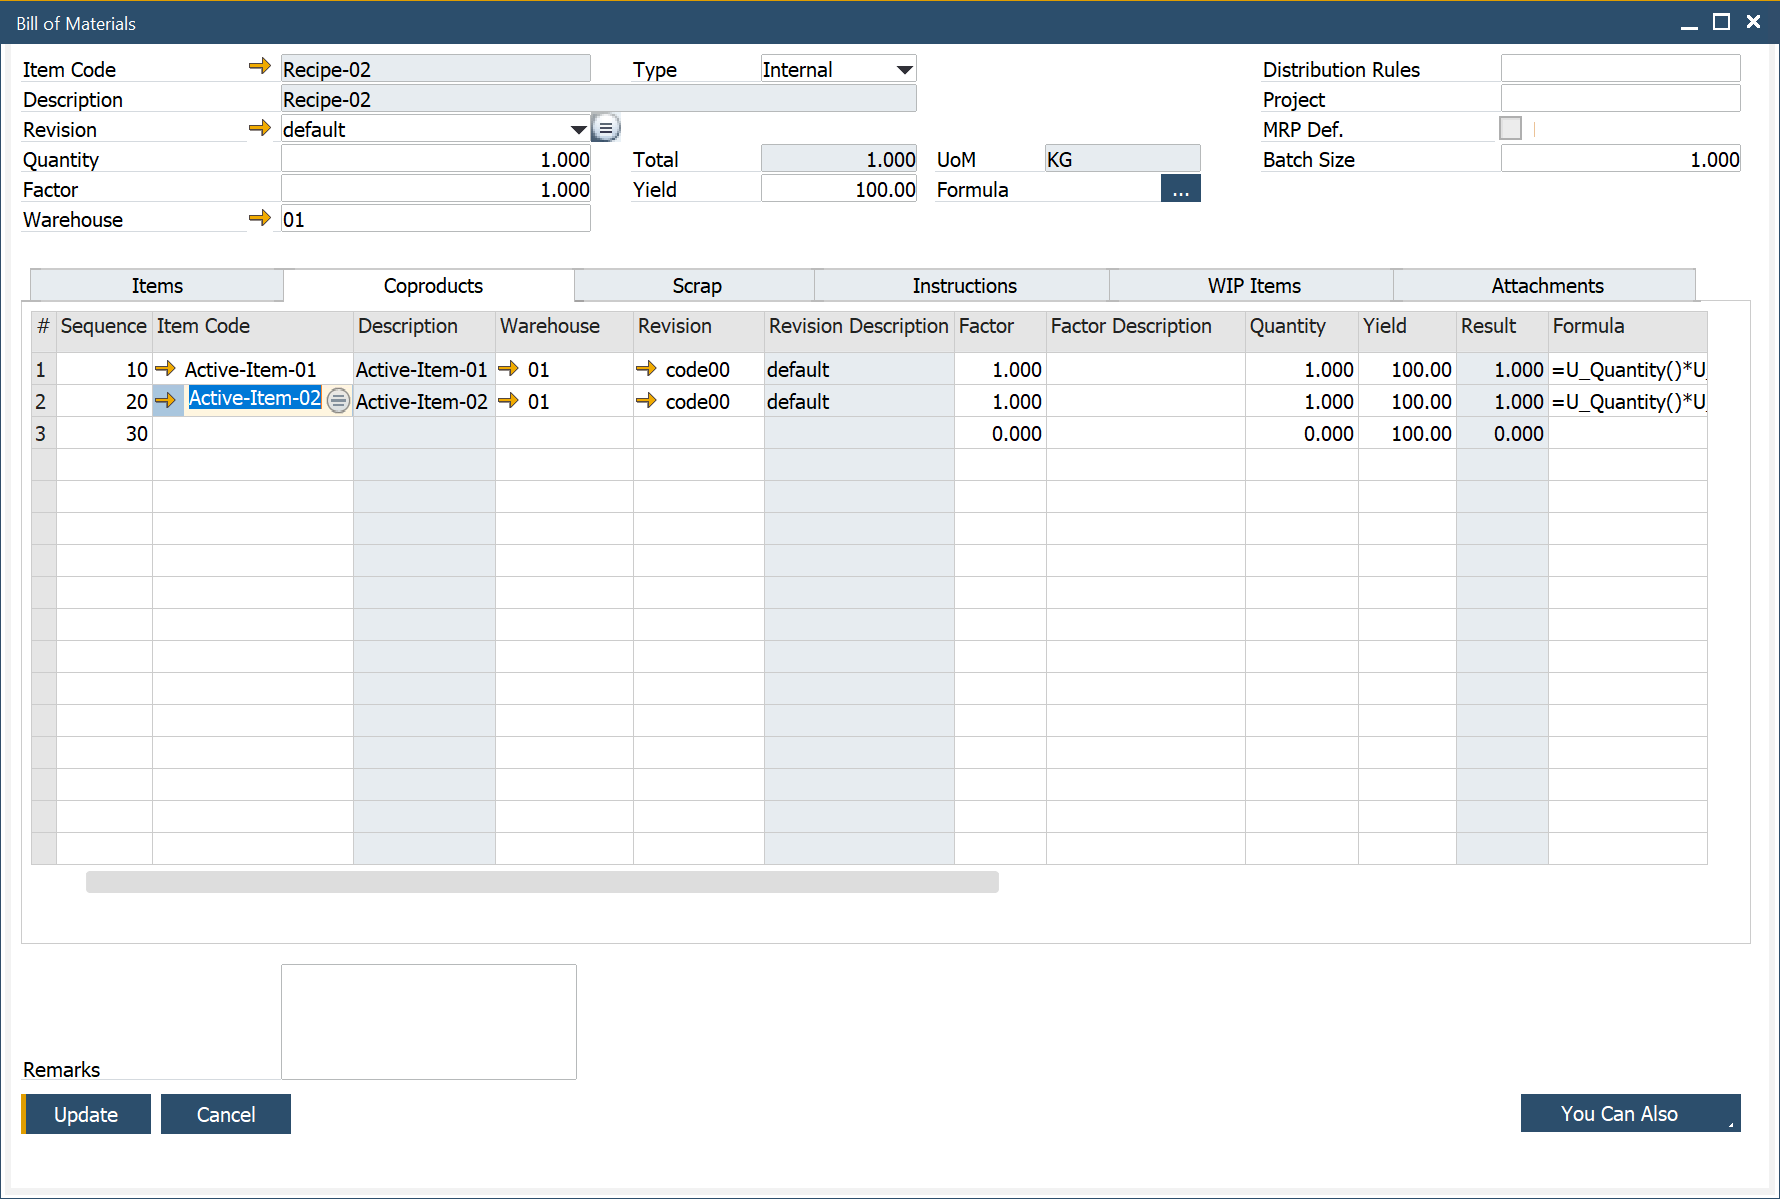 Bill of Materials
Item Code Recipe-02 Type Internal Distribution Rules
Description Recipe-02 Project
Revision default MRP Def.
Quantity 1.000 Total 1.000 UoM KG Batch Size 1.000
Factor 1.000 Yield 100.00 Formula ...
Warehouse 01
Items Coproducts Scrap Instructions WIP Items Attachments
# Sequence Item Code Description Warehouse Revision Revision Description Factor Factor Description Quantity Yield Result Formula
1 10 Active-Item-01 Active-Item-01 01 code00 default 1.000 1.000 100.00 1.000 =U_Quantity()*U_
2 20 Active-Item-02 Active-Item-02 01 code00 default 1.000 1.000 100.00 1.000 =U_Quantity()*U_
3 30 0.000 0.000 100.00 0.000
Remarks
Update Cancel You Can Also